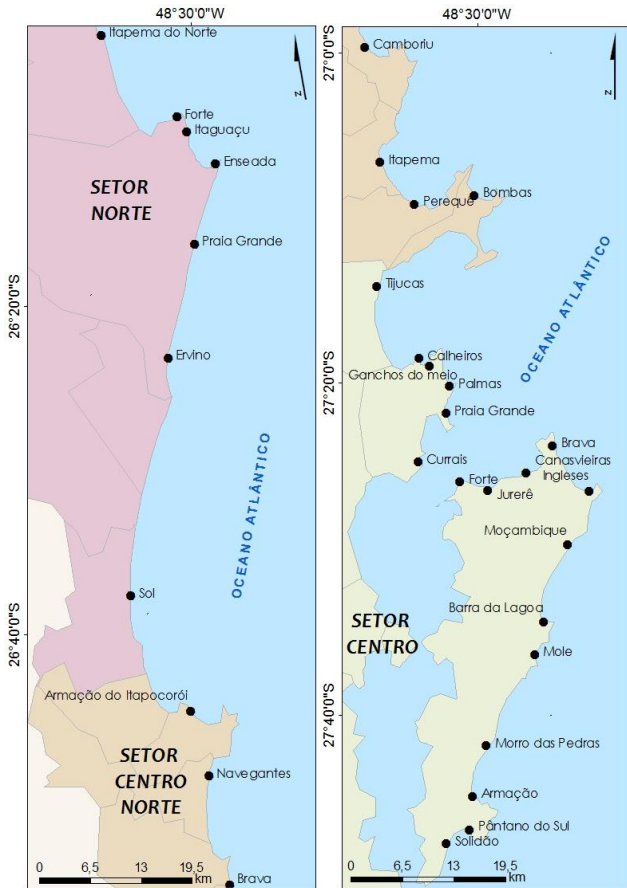 48°30'0"W
Itapema do Norte
N
Forte
Itaguaçu
Enseada
SETOR
NORTE
Praia Grande
26°20'0"S
Ervino
OCEANO ATLÂNTICO
Sol
26°40'0"S
Armação do Itapocorói
SETOR
CENTRO
NORTE
Navegantes
0 6,5 13 19,5
km
Brava
48°30'0"W
27°0'0"S
Camboriu
N
Itapema
Bombas
Pereque
OCEANO ATLÂNTICO
Tijucas
Calheiros
Ganchos do meio
27°20'0"S
Palmas
Praia Grande
Brava
Currais
Canasvieiras
Forte
Ingleses
Jurerê
Moçambique
Barra da Lagoa
SETOR
CENTRO
Mole
27°40'0"S
Morro das Pedras
Armação
Pântano do Sul
Solidão
0 6,5 13 19,5
km